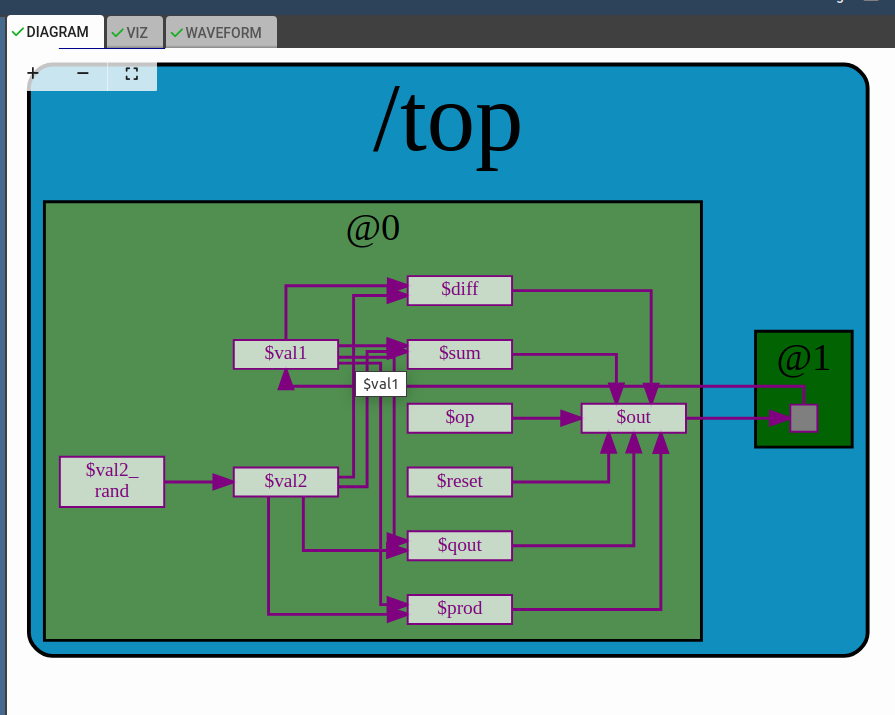 DIAGRAM
VIZ
WAVEFORM
/top
@0
$diff
$val1
$sum
@1
$val1
$op
$out
$val2_
rand
$val2
$reset
$qout
$prod